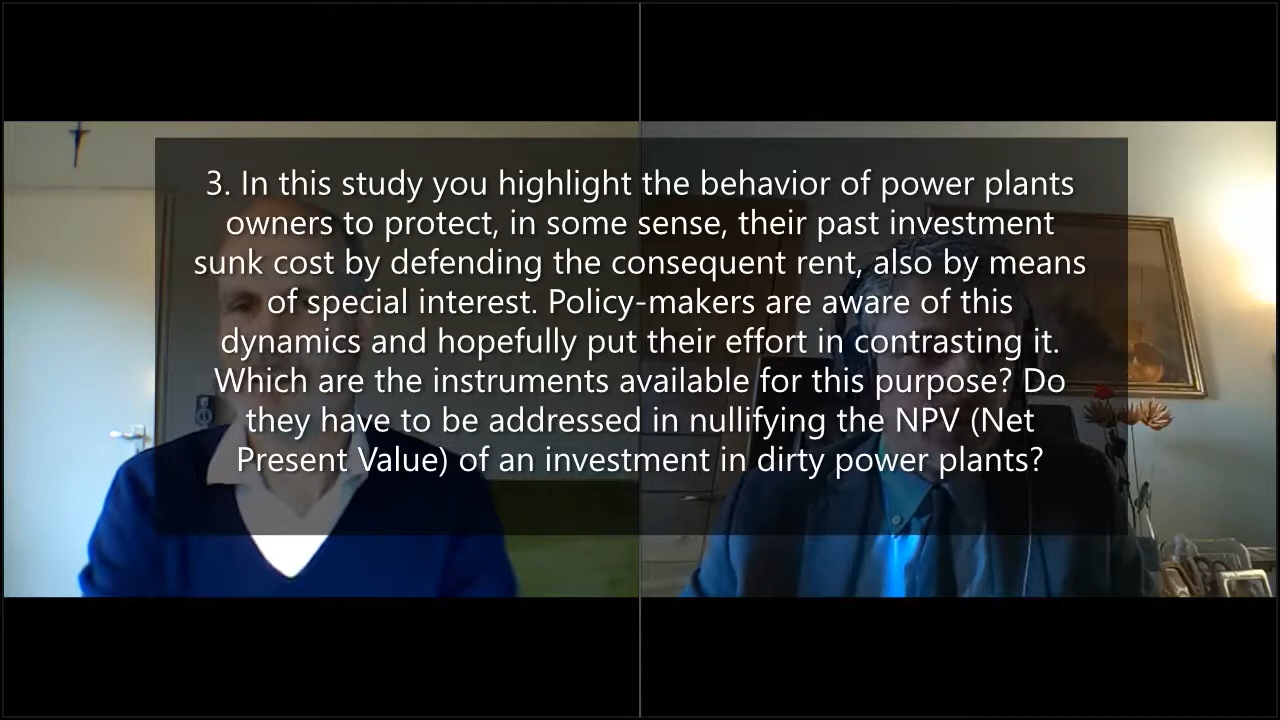 3. In this study you highlight the behavior of power plants
owners to protect, in some sense, their past investment
sunk cost by defending the consequent rent, also by means
of special interest. Policy-makers are aware of this
dynamics and hopefully put their effort in contrasting it.
Which are the instruments available for this purpose? Do
they have to be addressed in nullifying the NPV (Net
Present Value) of an investment in dirty power plants?